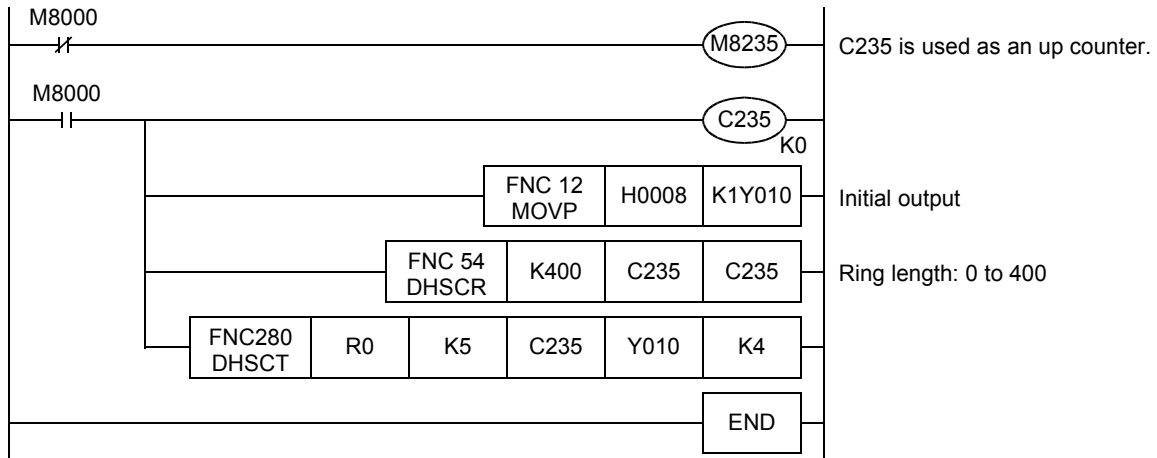 M8000
M8235
C235 is used as an up counter.
M8000
C235
K0
FNC 12
MOVP
H0008
K1Y010
Initial output
FNC 54
DHSCR
K400
C235
C235
Ring length: 0 to 400
FNC280
DHSCT
R0
K5
C235
Y010
K4
END